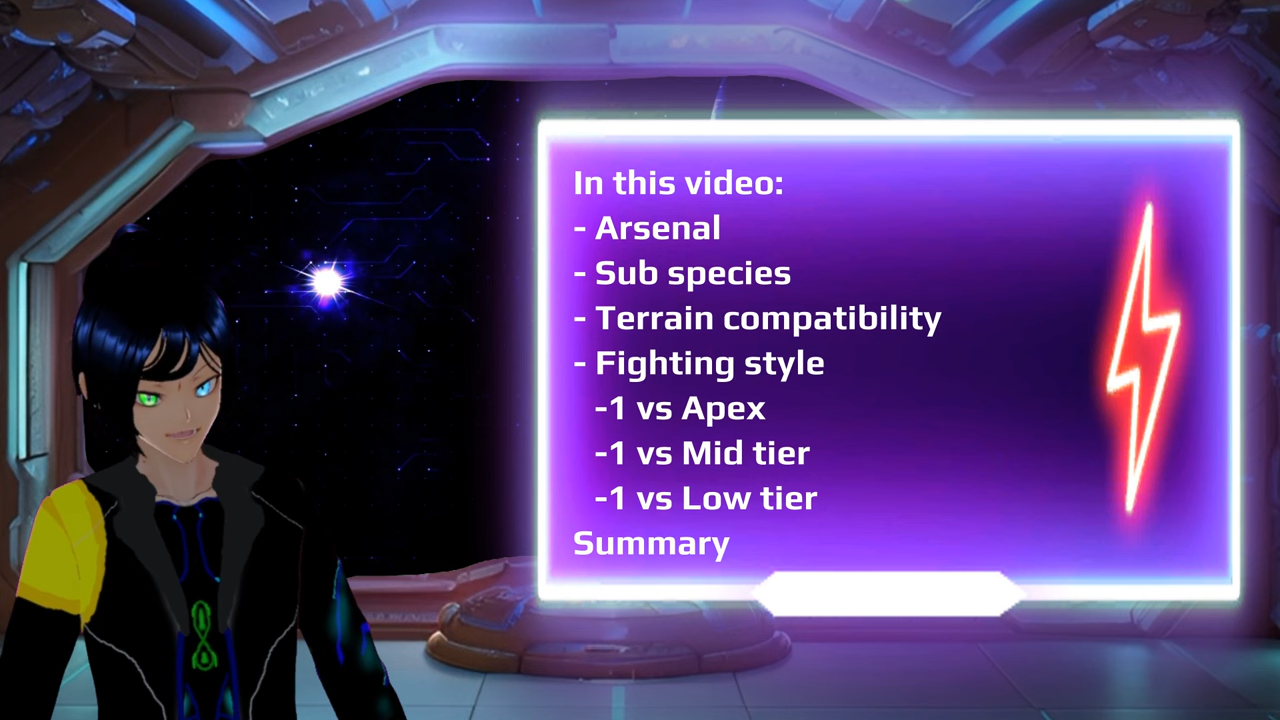 In this video:
- Arsenal
- Sub species
- Terrain compatibility
- Fighting style
-1 vs Apex
-1 vs Mid tier
-1 vs Low tier
Summary